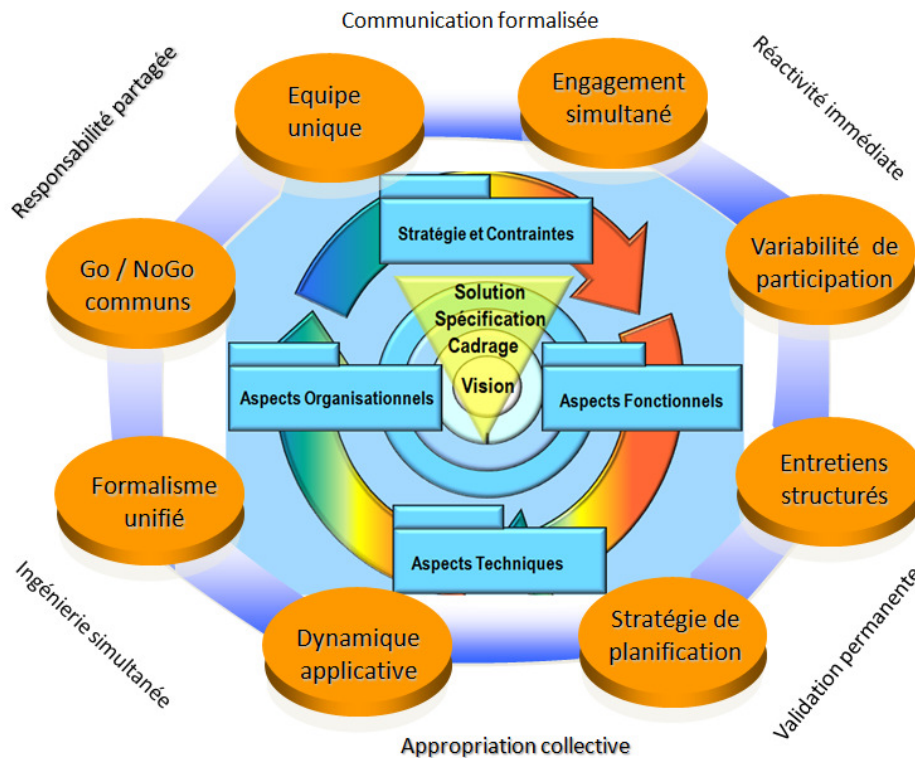 Communication formalisée
Responsabilité partagée
Réactivité immédiate
Equipe
unique
Engagement
simultané
Go / NoGo
communs
Variabilité de
participation
Stratégie et Contraintes
Solution
Spécification
Cadrage
Vision
Aspects Organisationnels
Aspects Fonctionnels
Formalisme
unifié
Entretiens
structurés
Aspects Techniques
Dynamique
applicative
Stratégie de
planification
Ingénierie simultanée
Validation permanente
Appropriation collective